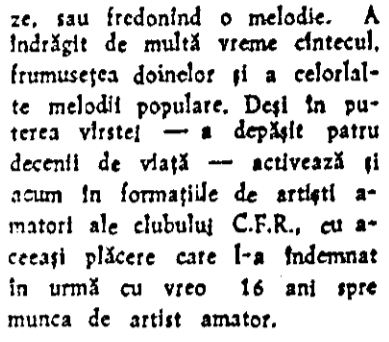 ze, sau fredonînd o melodie. A
îndrăgit de multă vreme cîntecul,
frumusețea doinelor și a celorlal-
te melodii populare. Deși în pu-
terea vîrstei — a depășit patru
decenii de viață — activează și
acum în formațiile de artiști a-
matori ale clubului C.F.R., cu a-
ceeași plăcere care l-a îndemnat
în urmă cu vreo 16 ani spre
munca de artist amator.